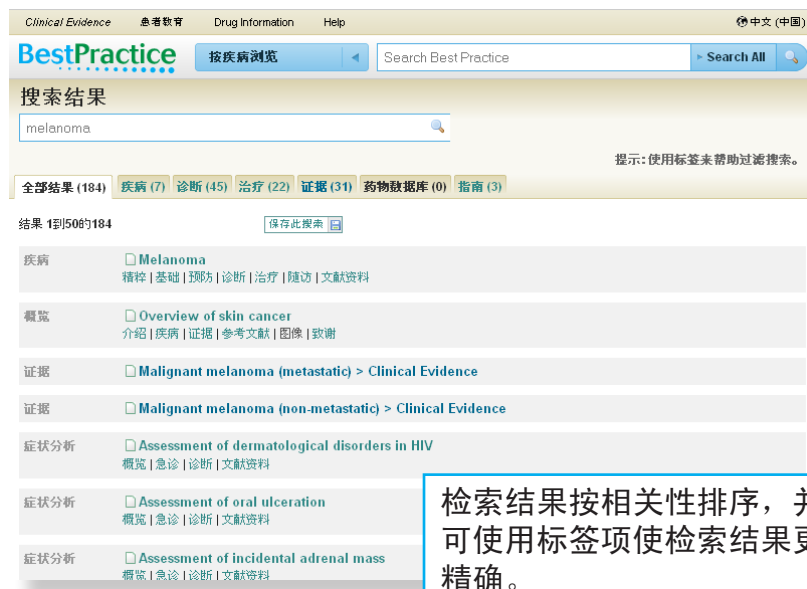 Clinical Evidence 患者教育 Drug Information Help 中文 (中国)
BestPractice 按疾病浏览 Search Best Practice Search All
搜索结果
melanoma
提示:使用标签来帮助过滤搜索。
全部结果 (184) 疾病 (7) 诊断 (45) 治疗 (22) 证据 (31) 药物数据库 (0) 指南 (3)
结果 1到50的184 保存此搜索
疾病 Melanoma
精粹 | 基础 | 预防 | 诊断 | 治疗 | 随访 | 文献资料
概览 Overview of skin cancer
介绍 | 疾病 | 证据 | 参考文献 | 图像 | 致谢
证据 Malignant melanoma (metastatic) > Clinical Evidence
证据 Malignant melanoma (non-metastatic) > Clinical Evidence
症状分析 Assessment of dermatological disorders in HIV
概览 | 急诊 | 诊断 | 文献资料
症状分析 Assessment of oral ulceration
概览 | 急诊 | 诊断 | 文献资料
症状分析 Assessment of incidental adrenal mass
概览 | 急诊 | 诊断 | 文献资料
检索结果按相关性排序，并
可使用标签项使检索结果更
精确。